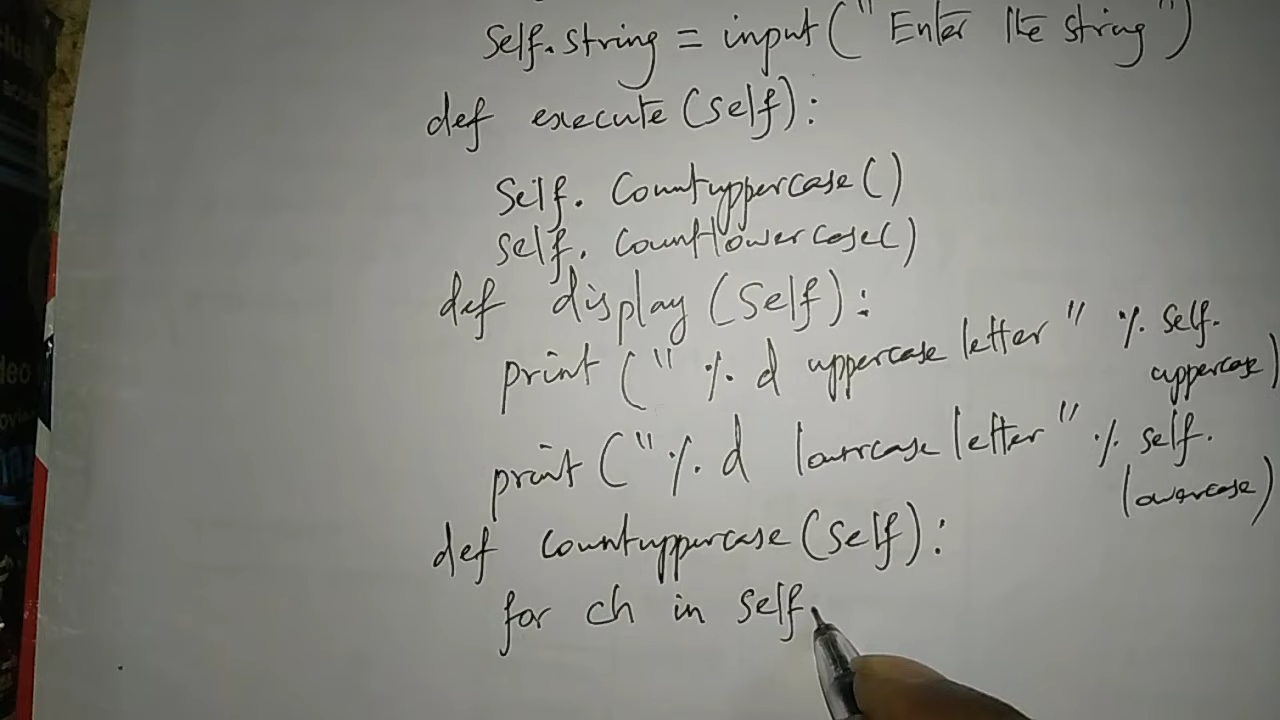 self.string = input("Enter the string")
def execute(self):
self.countuppercase()
self.countlowercase()
def display(self):
print("%d uppercase letter" % self.
uppercase)
print("%d lowercase letter" % self.
lowercase)
def countuppercase(self):
for ch in self